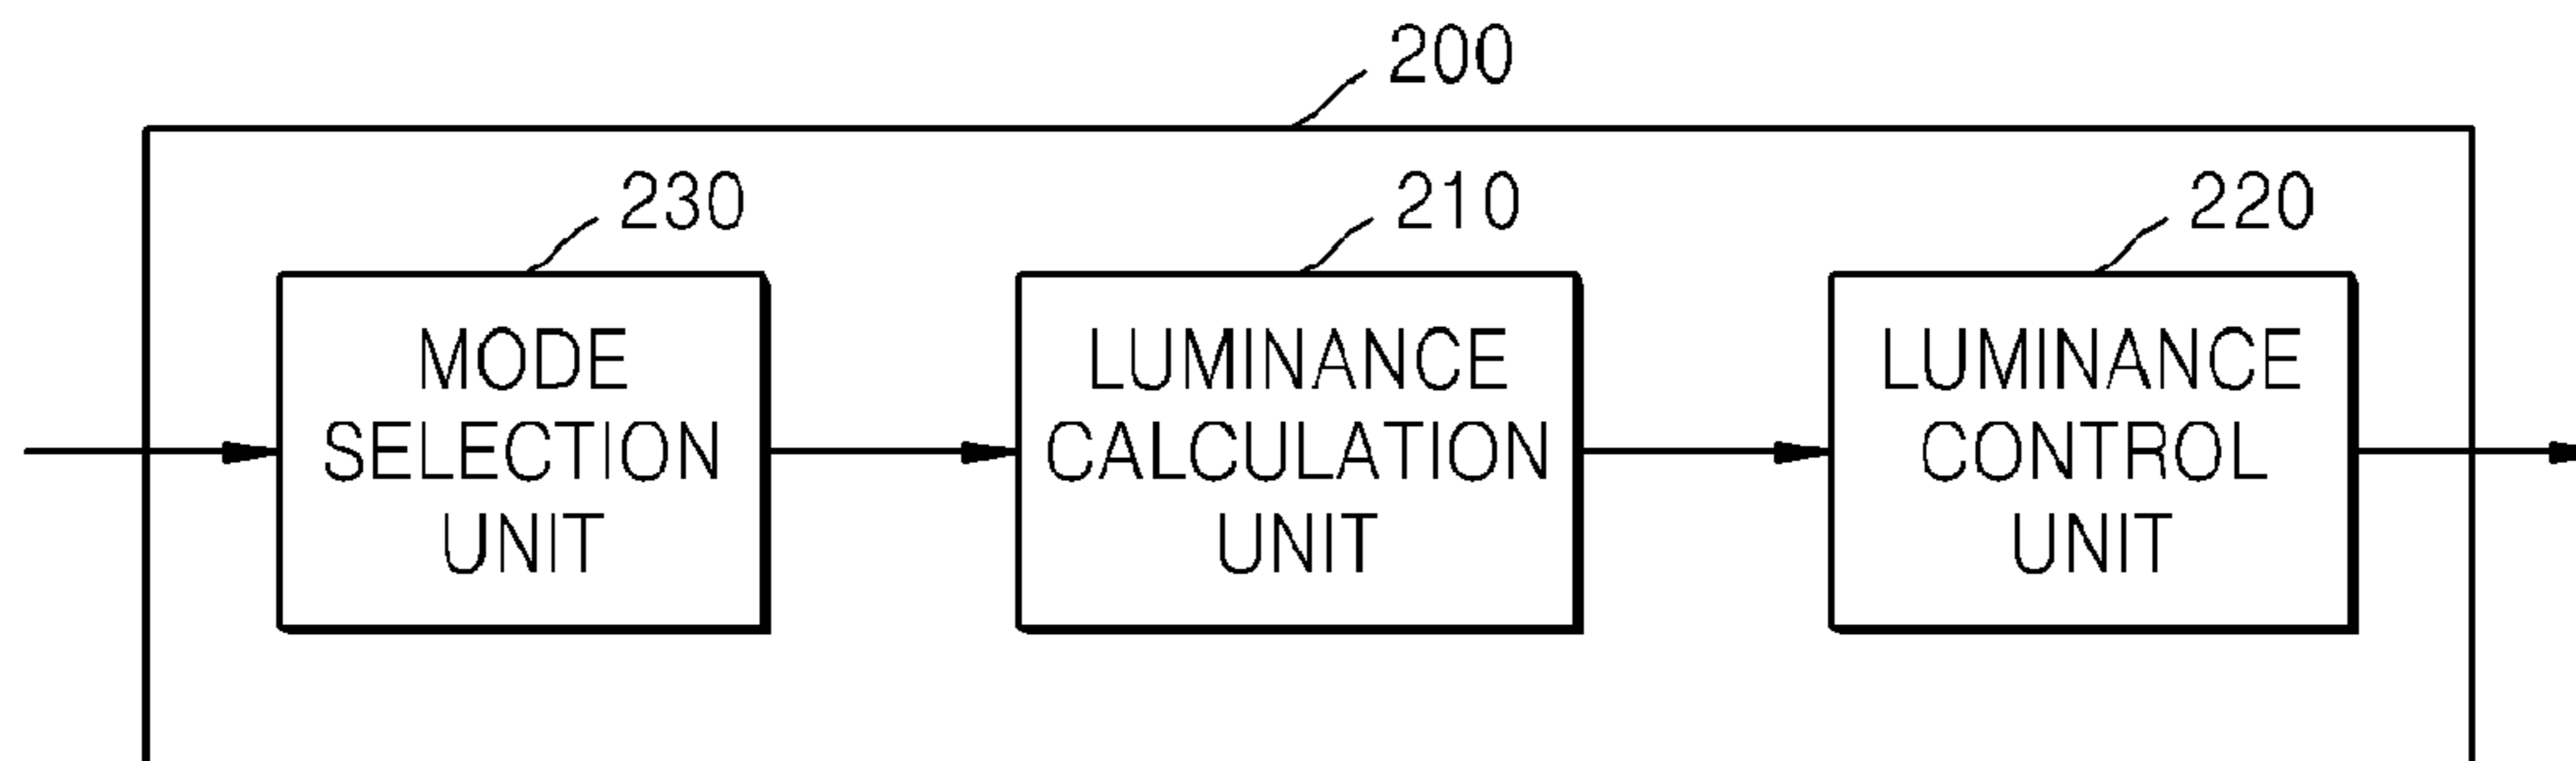 200
230
210
220
MODE
SELECTION
UNIT
LUMINANCE
CALCULATION
UNIT
LUMINANCE
CONTROL
UNIT